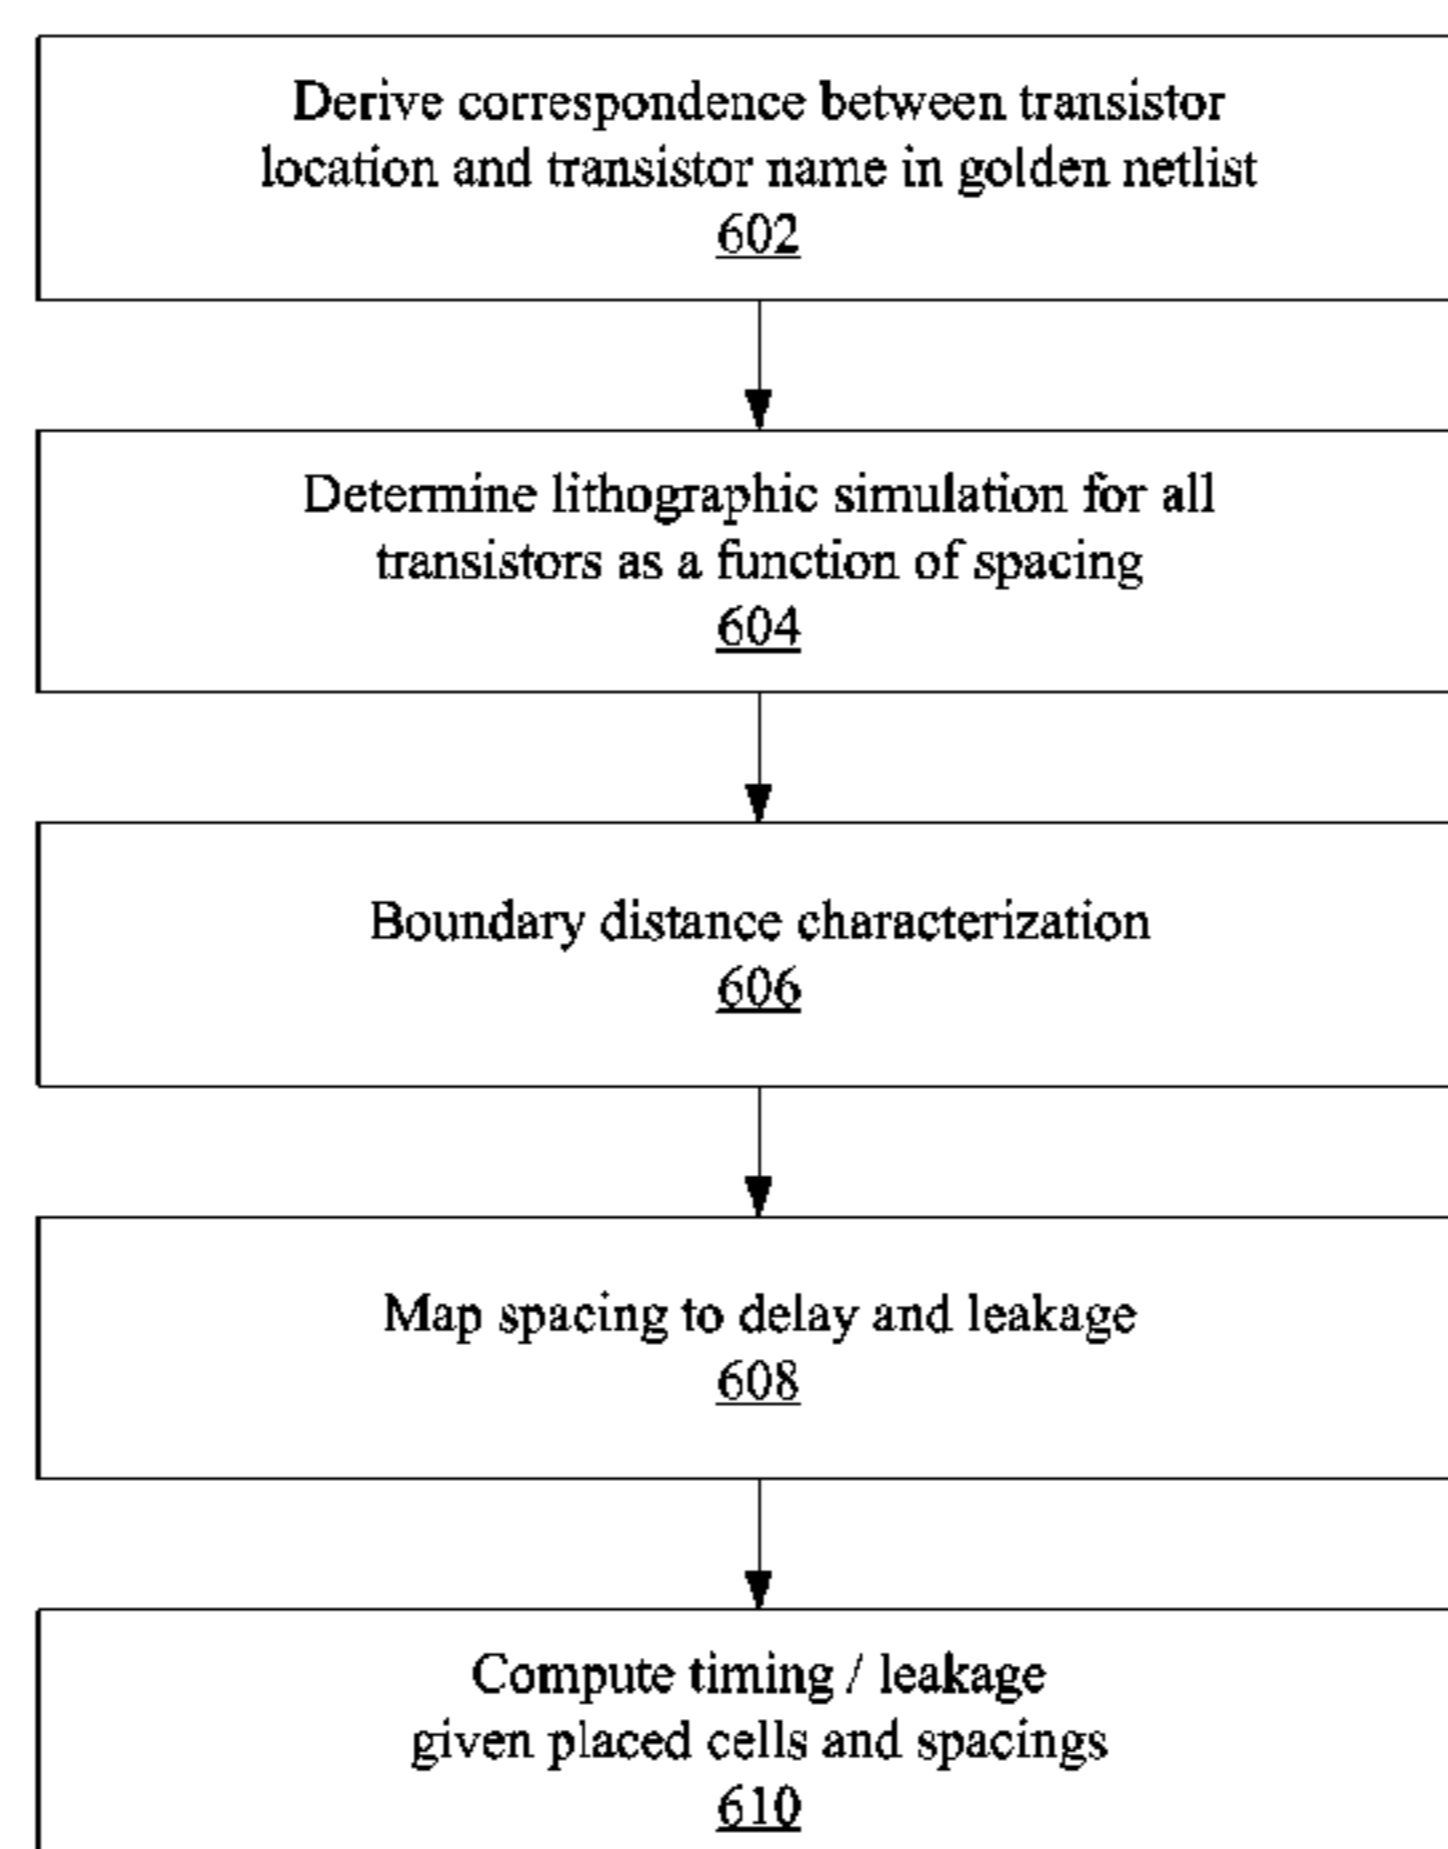 Derive correspondence between transistor
location and transistor name in golden netlist
602
Determine lithographic simulation for all
transistors as a function of spacing
604
Boundary distance characterization
606
Map spacing to delay and leakage
608
Compute timing / leakage
given placed cells and spacings
610